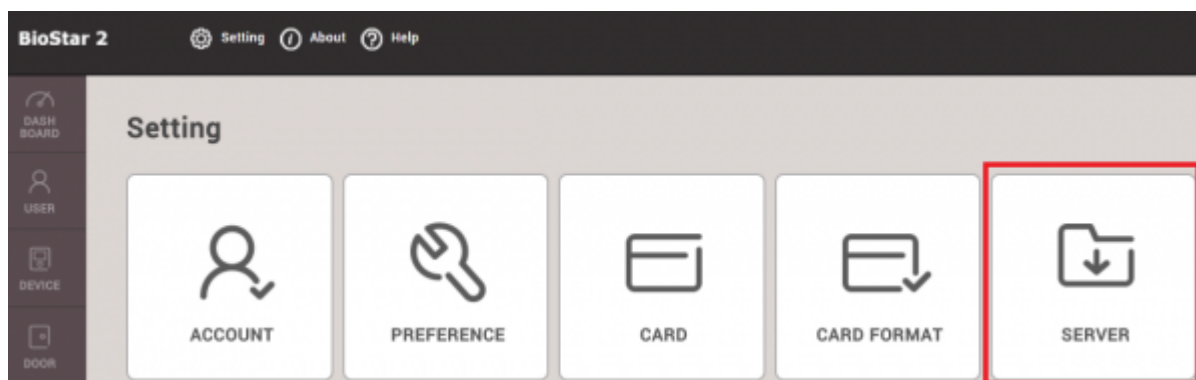 BioStar 2 Setting About Help
DASH
BOARD
Setting
USER
DEVICE
DOOR
ACCOUNT PREFERENCE CARD CARD FORMAT SERVER